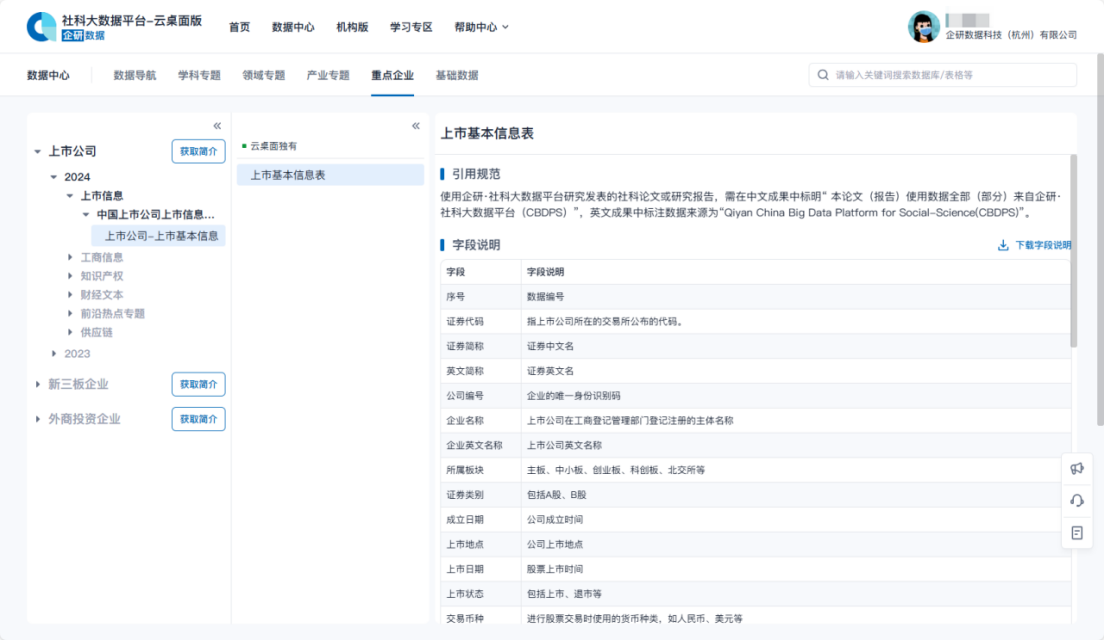 社科大数据平台-云桌面版
企研数据
首页 数据中心 机构版 学习专区 帮助中心
企研数据科技（杭州）有限公司
数据中心 数据导航 学科专题 领域专题 产业专题 重点企业 基础数据
请输入关键词搜索数据库/表格等
上市公司 获取简介
2024
上市信息
中国上市公司上市信息...
上市公司-上市基本信息
工商信息
知识产权
财经文本
前沿热点专题
供应链
2023
新三板企业 获取简介
外商投资企业 获取简介
云桌面独有
上市基本信息表
上市基本信息表
引用规范
使用企研·社科大数据平台研究发表的社科论文或研究报告，需在中文成果中标明“ 本论文（报告）使用数据全部（部分）来自企研·
社科大数据平台（CBDPS）”，英文成果中标注数据来源为“Qiyan China Big Data Platform for Social-Science(CBDPS)”。
字段说明 下载字段说明
字段 字段说明
序号 数据编号
证券代码 指上市公司所在的交易所公布的代码。
证券简称 证券中文名
英文简称 证券英文名
公司编号 企业的唯一身份识别码
企业名称 上市公司在工商登记管理部门登记注册的主体名称
企业英文名称 上市公司英文名称
所属板块 主板、中小板、创业板、科创板、北交所等
证券类别 包括A股、B股
成立日期 公司成立时间
上市地点 公司上市地点
上市日期 股票上市时间
上市状态 包括上市、退市等
交易币种 进行股票交易时使用的货币种类，如人民币、美元等